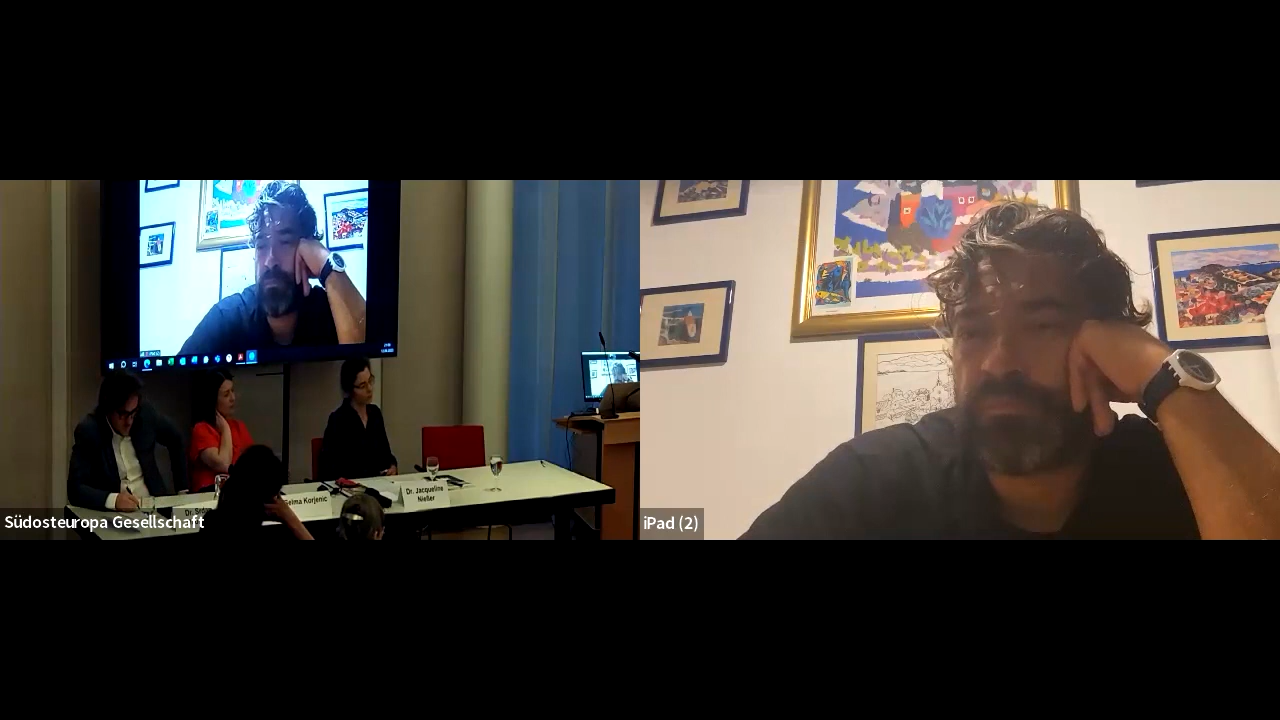 Selma Korjenic
Dr. Jacqueline
Nießer
Südosteuropa Gesellschaft
iPad (2)